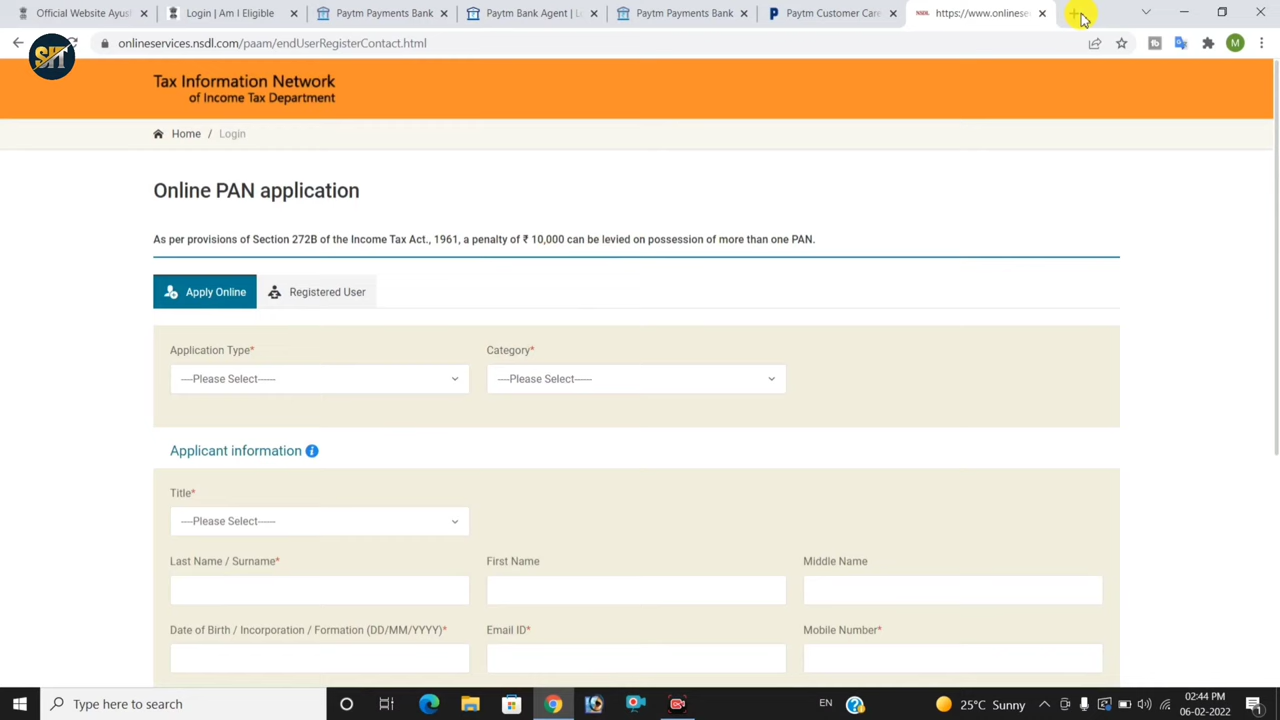 Official Website Ayus
Login | Am I Eligible
Paytm Payments Bank
Paytm Bank Agent | Lo
Paytm Payments Bank
Paytm Customer Care
https://www.onlinese
onlineservices.nsdl.com/paam/endUserRegisterContact.html
M
SIT
Tax Information Network
of Income Tax Department
Home / Login
Online PAN application
As per provisions of Section 272B of the Income Tax Act., 1961, a penalty of ₹ 10,000 can be levied on possession of more than one PAN.
Apply Online
Registered User
Application Type*
Category*
---Please Select-----
---Please Select-----
Applicant information
Title*
---Please Select-----
Last Name / Surname*
First Name
Middle Name
Date of Birth / Incorporation / Formation (DD/MM/YYYY)*
Email ID*
Mobile Number*
Type here to search
EN
25°C Sunny
02:44 PM
06-02-2022